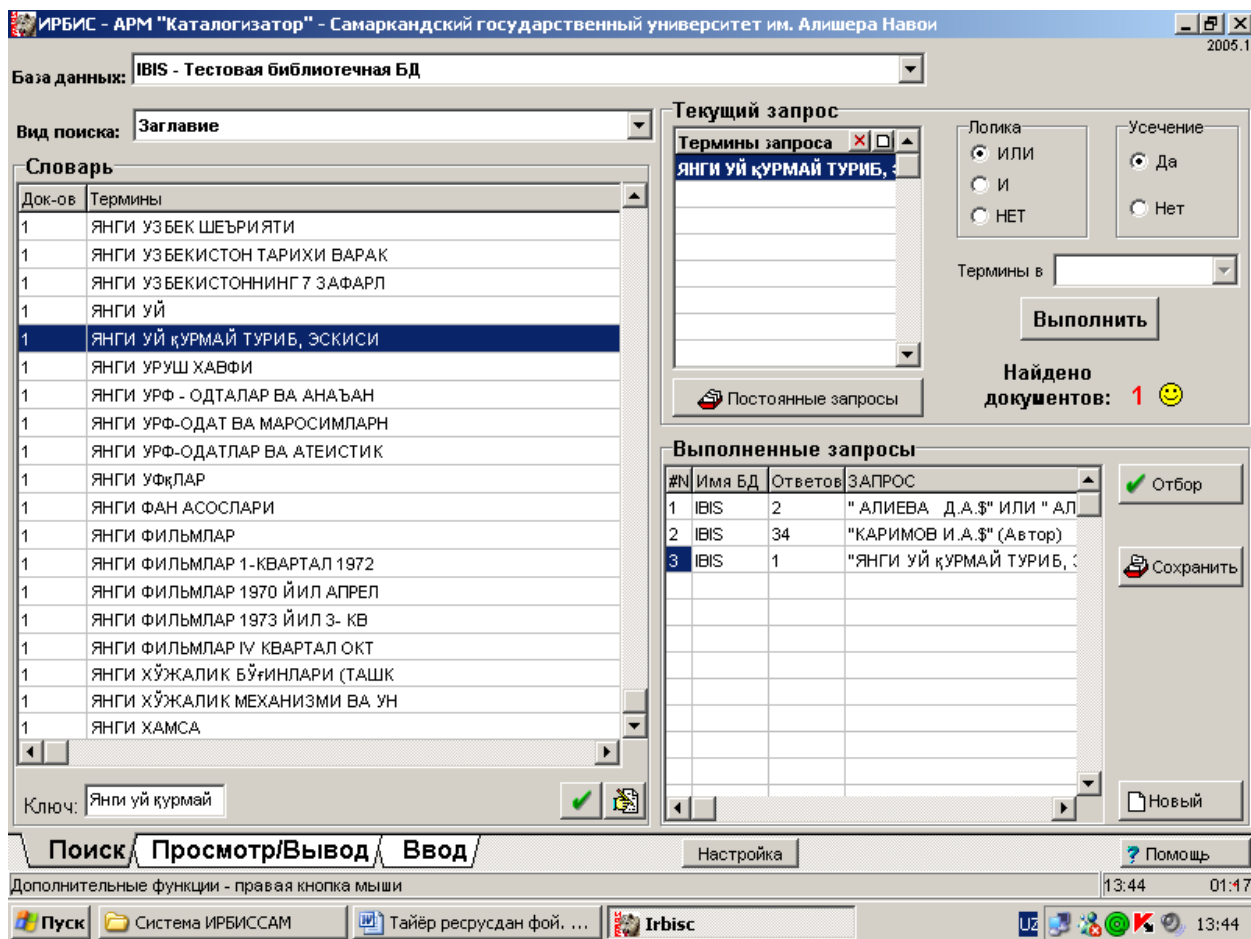 ИРБИС - АРМ "Каталогизатор" - Самаркандский государственный университет им. Алишера Навои
2005.1
База данных: IBIS - Тестовая библиотечная БД
Вид поиска: Заглавие
Словарь
Док-ов Термины
1 ЯНГИ УЗБЕК ШЕЪРИЯТИ
1 ЯНГИ УЗБЕКИСТОН ТАРИХИ ВАРАК
1 ЯНГИ УЗБЕКИСТОННИНГ 7 ЗАФАРЛ
1 ЯНГИ УЙ
1 ЯНГИ УЙ қУРМАЙ ТУРИБ, ЭСКИСИ
1 ЯНГИ УРУШ ХАВФИ
1 ЯНГИ УРФ - ОДТАЛАР ВА АНАЪАН
1 ЯНГИ УРФ-ОДАТ ВА МАРОСИМЛАРН
1 ЯНГИ УРФ-ОДАТЛАР ВА АТЕИСТИК
1 ЯНГИ УФқЛАР
1 ЯНГИ ФАН АСОСЛАРИ
1 ЯНГИ ФИЛЬМЛАР
1 ЯНГИ ФИЛЬМЛАР 1-КВАРТАЛ 1972
1 ЯНГИ ФИЛЬМЛАР 1970 ЙИЛ АПРЕЛ
1 ЯНГИ ФИЛЬМЛАР 1973 ЙИЛ 3- КВ
1 ЯНГИ ФИЛЬМЛАР IV КВАРТАЛ ОКТ
1 ЯНГИ ХЎЖАЛИК БЎғИНЛАРИ (ТАШК
1 ЯНГИ ХЎЖАЛИК МЕХАНИЗМИ ВА УН
1 ЯНГИ ХАМСА
Ключ: Янги уй қурмай
Текущий запрос
Термины запроса
ЯНГИ УЙ қУРМАЙ ТУРИБ,
Постоянные запросы
Логика
ИЛИ
И
НЕТ
Усечение
Да
Нет
Термины в
Выполнить
Найдено
документов: 1
Выполненные запросы
#N Имя БД Ответов ЗАПРОС
1 IBIS 2 " АЛИЕВА Д.А.$" ИЛИ " АЛ
2 IBIS 34 "КАРИМОВ И.А.$" (Автор)
3 IBIS 1 "ЯНГИ УЙ қУРМАЙ ТУРИБ,
Отбор
Сохранить
Новый
Поиск Просмотр/Вывод Ввод
Настройка
Помощь
Дополнительные функции - правая кнопка мыши
13:44 01:47
Пуск Система ИРБИССАМ Тайёр ресрусдан фой. ... Irbisc UZ 13:44